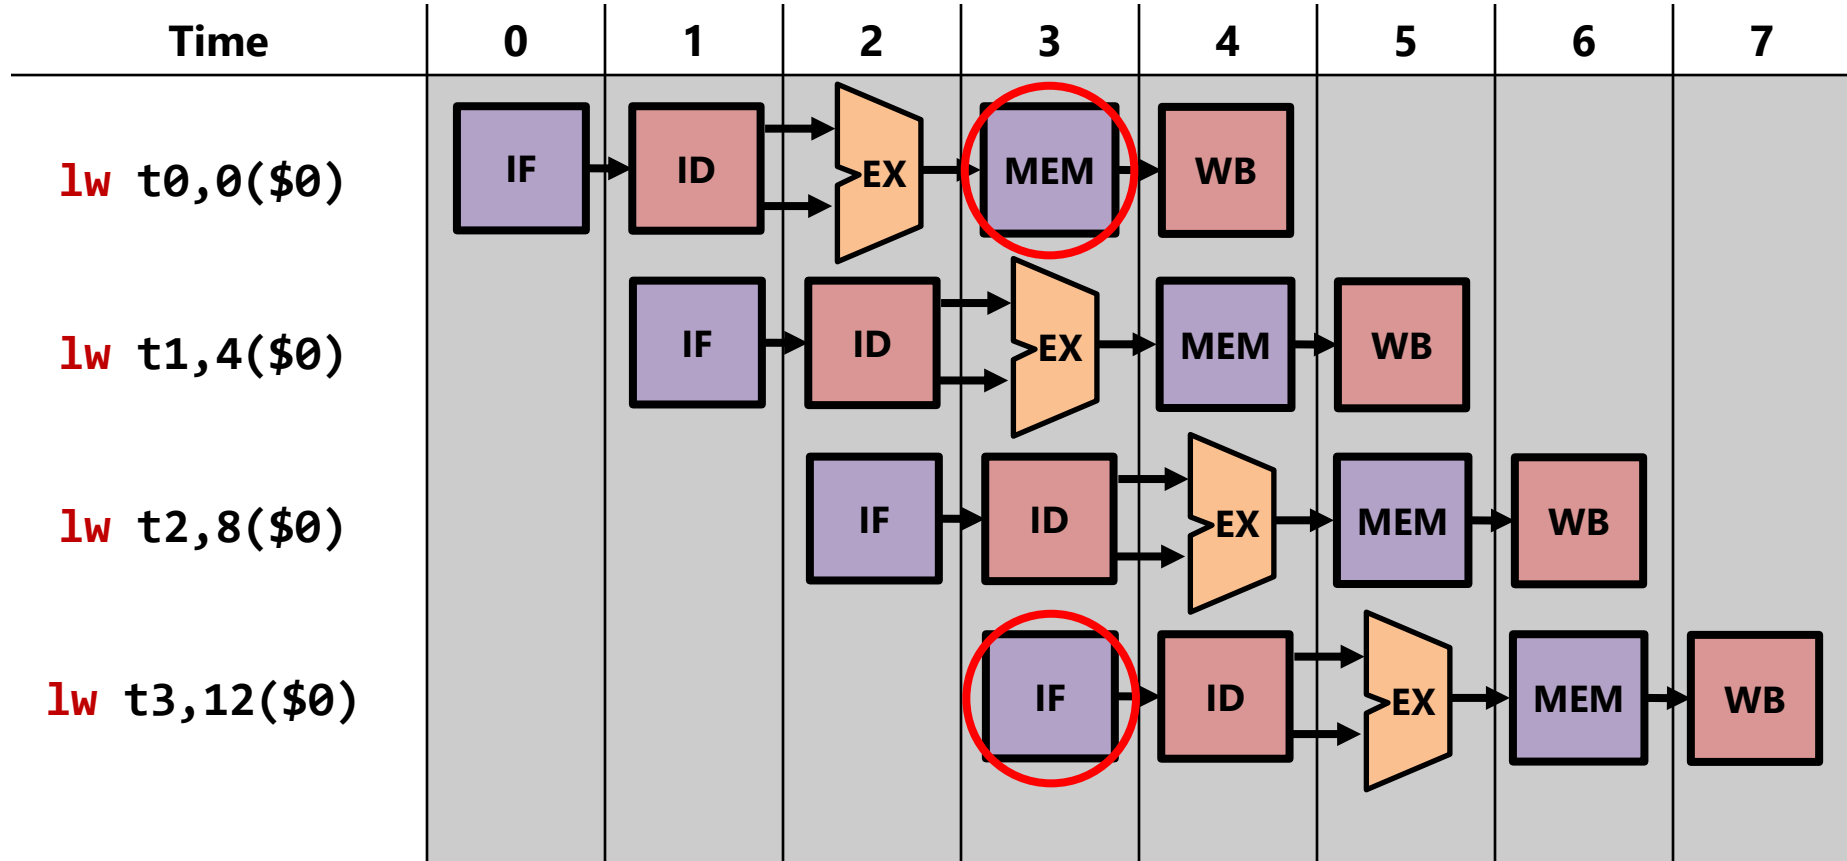 Time 0 1 2 3 4 5 6 7
lw t0,0($0) IF ID EX MEM WB
lw t1,4($0) IF ID EX MEM WB
lw t2,8($0) IF ID EX MEM WB
lw t3,12($0) IF ID EX MEM WB